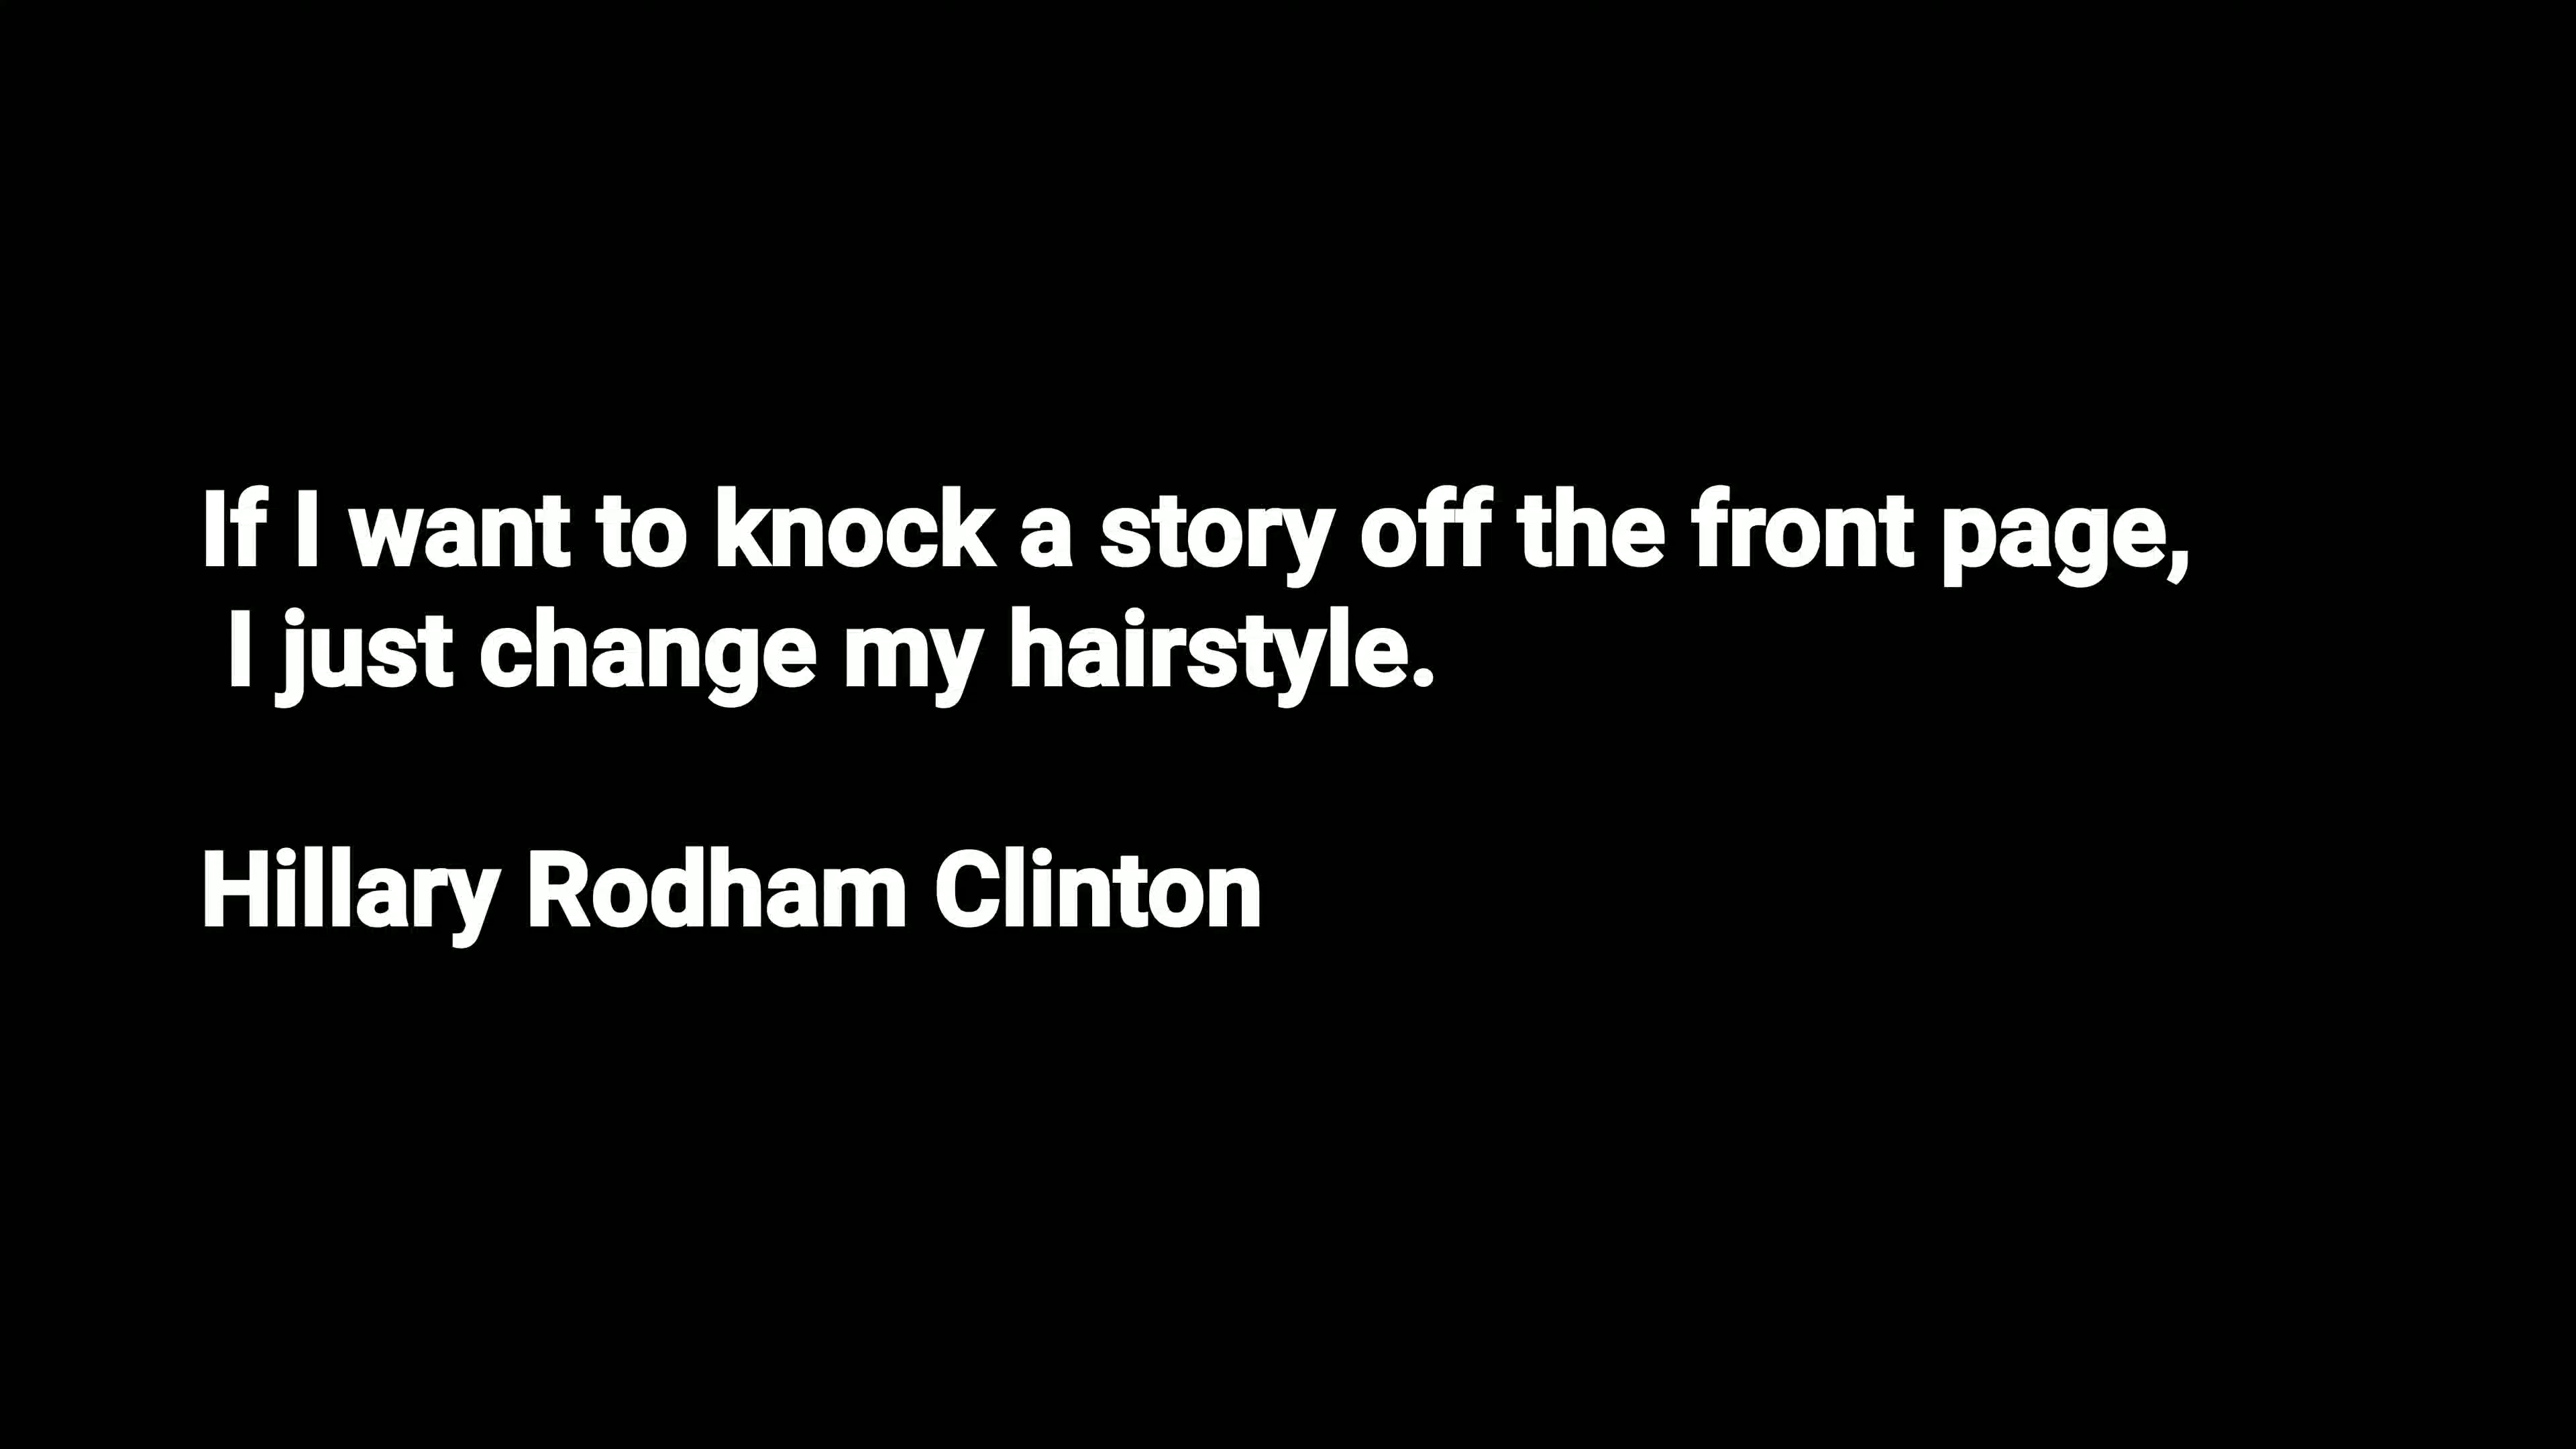 If I want to knock a story off the front page,
I just change my hairstyle.
Hillary Rodham Clinton